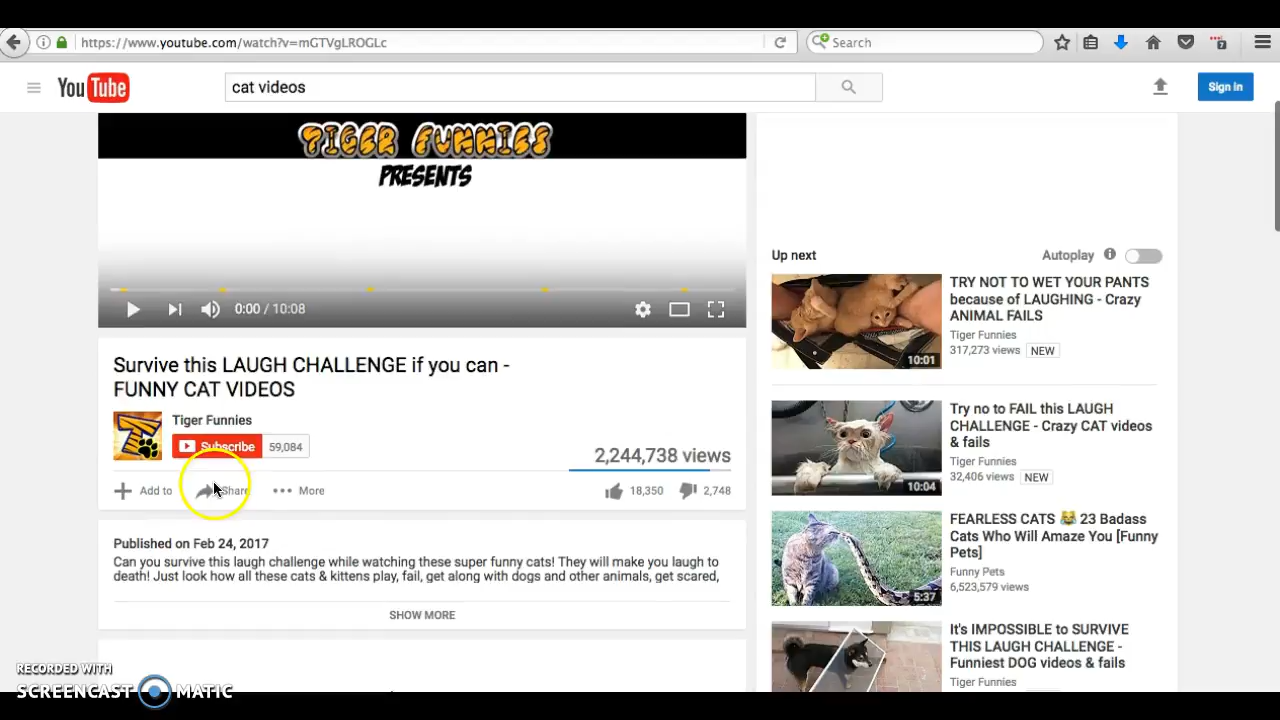 https://www.youtube.com/watch?v=mGTVgLROGLc
Search
7
YouTube
cat videos
Sign in
TIGER FUNNIES
PRESENTS
0:00 / 10:08
Survive this LAUGH CHALLENGE if you can -
FUNNY CAT VIDEOS
Tiger Funnies
Subscribe 59,084
2,244,738 views
Add to
Share
More
18,350
2,748
Published on Feb 24, 2017
Can you survive this laugh challenge while watching these super funny cats! They will make you laugh to
death! Just look how all these cats & kittens play, fail, get along with dogs and other animals, get scared,
SHOW MORE
Up next
Autoplay
10:01
TRY NOT TO WET YOUR PANTS
because of LAUGHING - Crazy
ANIMAL FAILS
Tiger Funnies
317,273 views NEW
10:04
Try no to FAIL this LAUGH
CHALLENGE - Crazy CAT videos
& fails
Tiger Funnies
32,406 views NEW
5:37
FEARLESS CATS 😹 23 Badass
Cats Who Will Amaze You [Funny
Pets]
Funny Pets
6,523,579 views
It's IMPOSSIBLE to SURVIVE
THIS LAUGH CHALLENGE -
Funniest DOG videos & fails
Tiger Funnies
RECORDED WITH
SCREENCAST MATIC